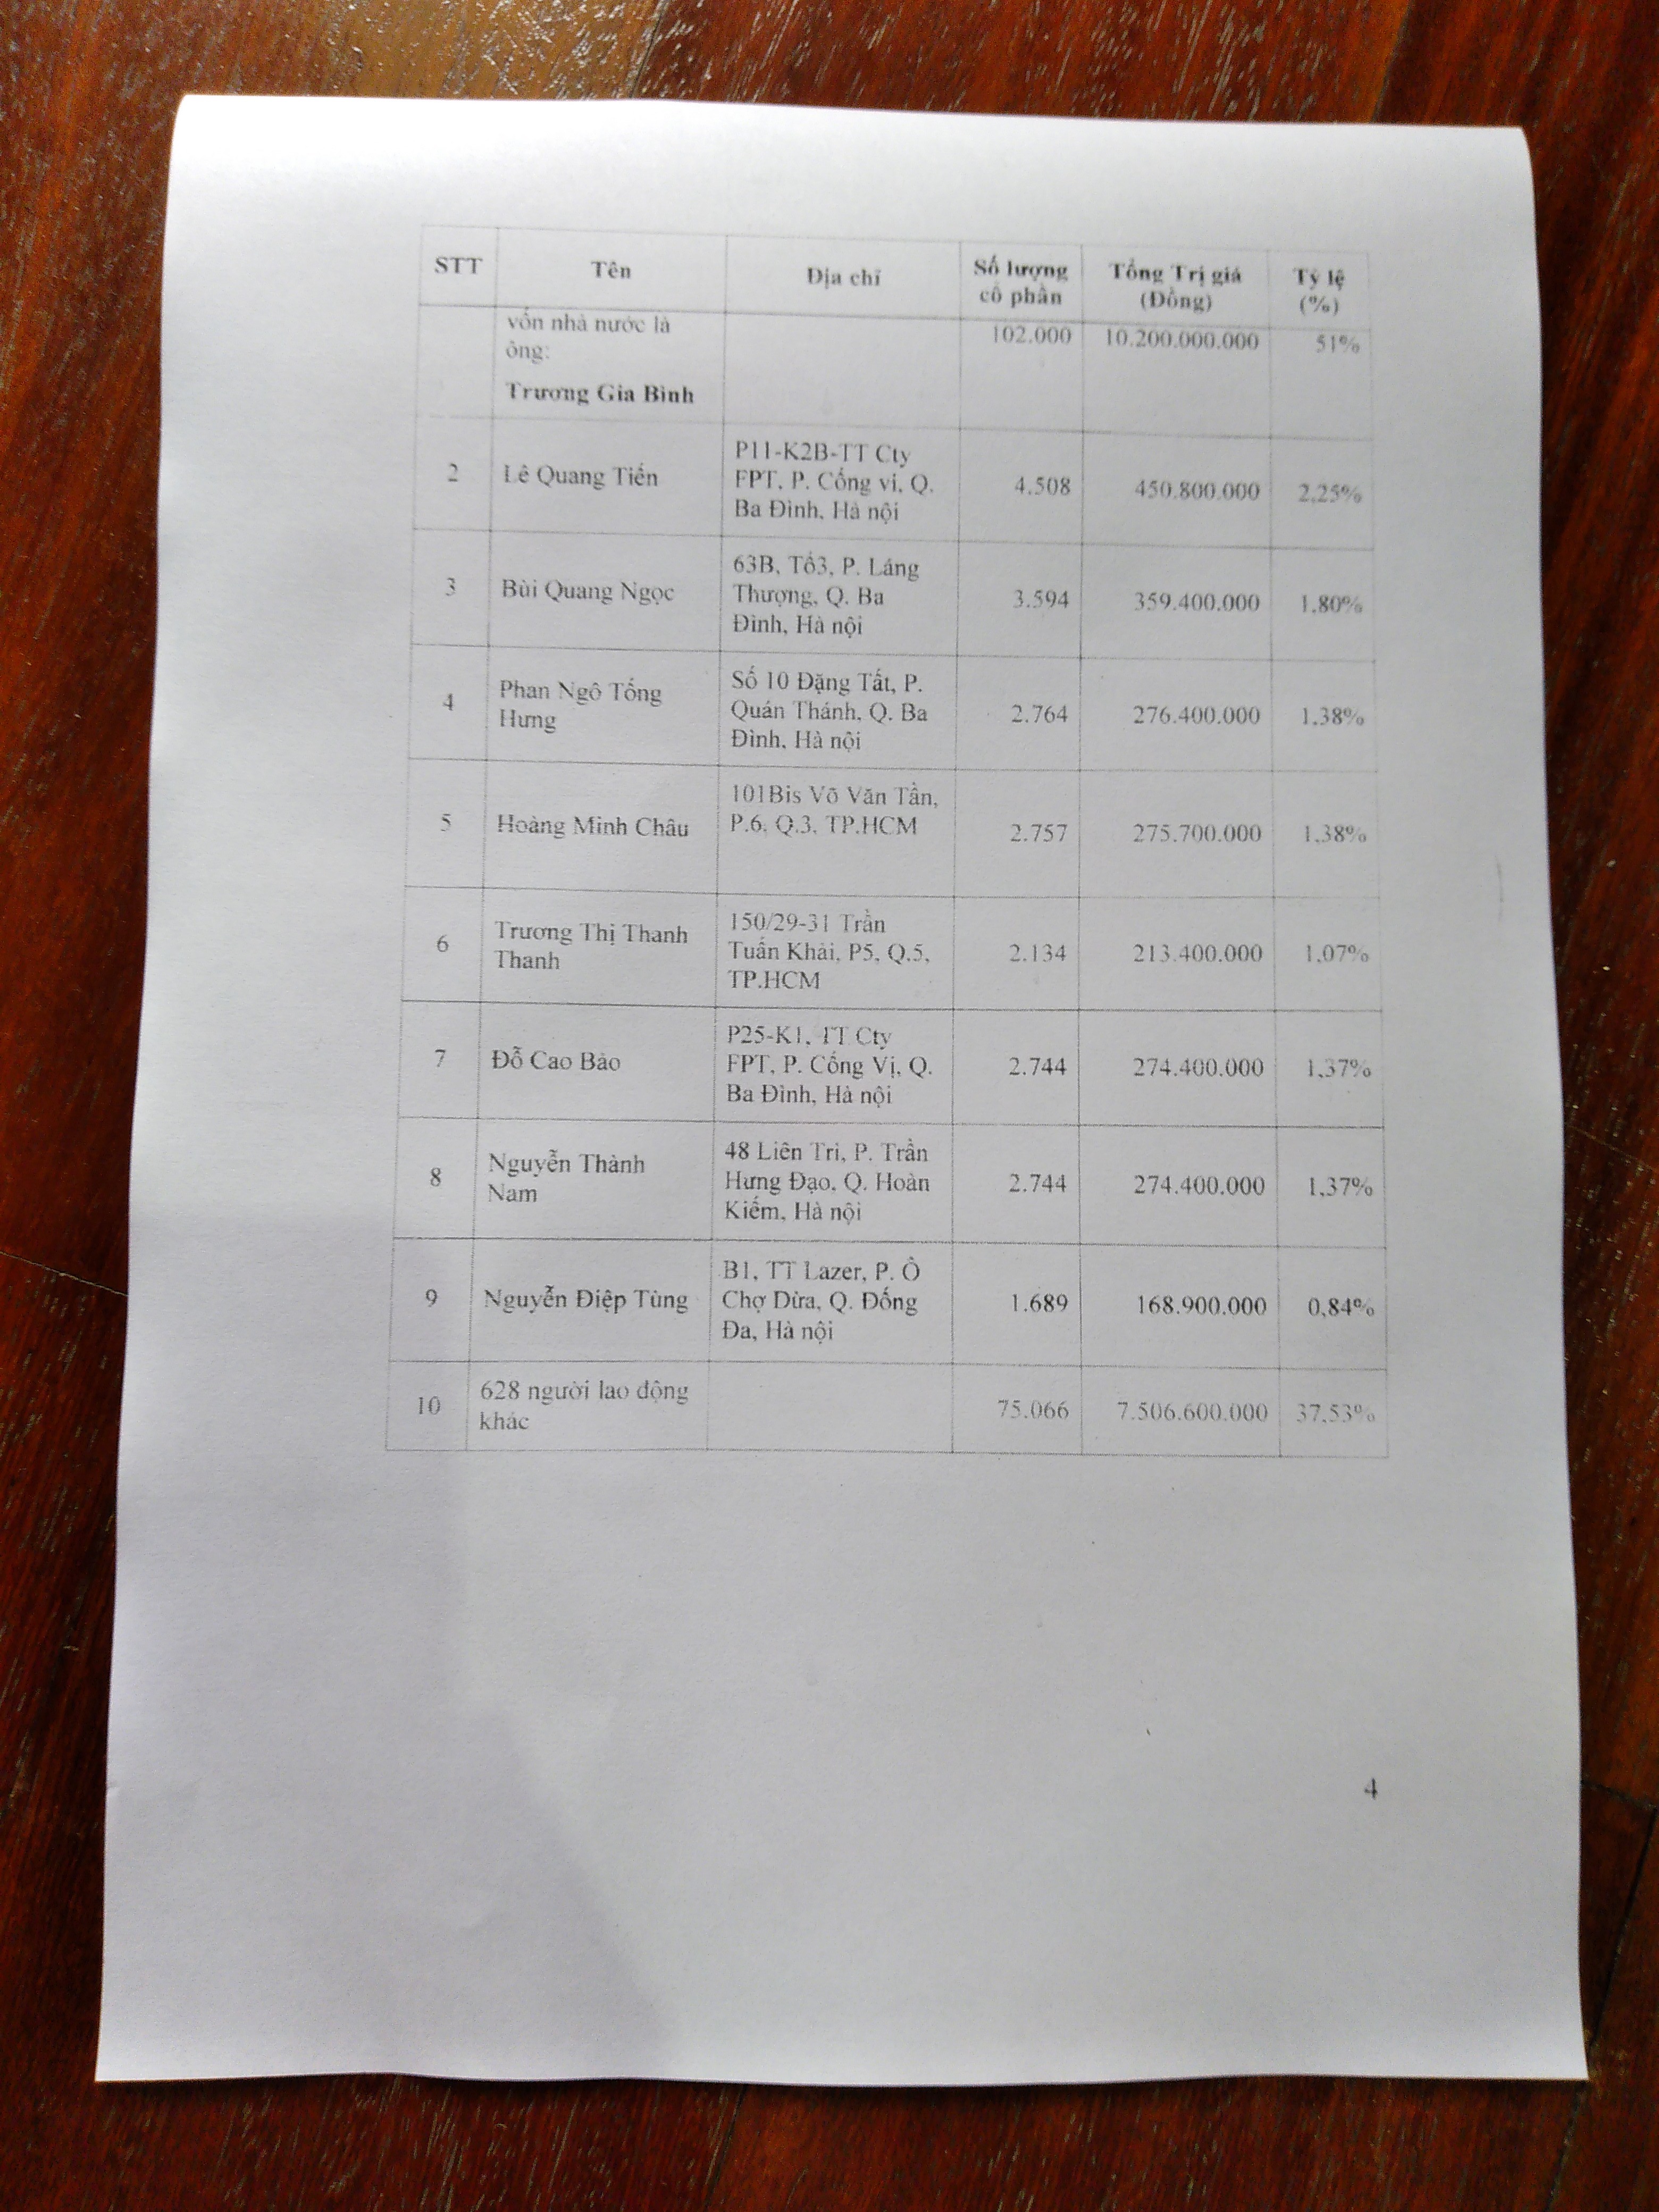 STT Tên Địa chỉ Số lượng cổ phần Tổng Trị giá (Đồng) Tỷ lệ (%)
vốn nhà nước là 102.000 10.200.000.000 51%
ông:
Trương Gia Bình
2 Lê Quang Tiến P11-K2B-TT Cty 4.508 450.800.000 2,25%
FPT, P. Cống vị, Q.
Ba Đình, Hà nội
3 Bùi Quang Ngọc 63B, Tổ3, P. Láng 3.594 359.400.000 1,80%
Thượng, Q. Ba
Đình, Hà nội
4 Phan Ngô Tống Số 10 Đặng Tất, P. 2.764 276.400.000 1,38%
Hưng Quán Thánh, Q. Ba
Đình, Hà nội
5 Hoàng Minh Châu 101Bis Võ Văn Tần, 2.757 275.700.000 1,38%
P.6, Q.3, TP.HCM
6 Trương Thị Thanh 150/29-31 Trần 2.134 213.400.000 1,07%
Thanh Tuấn Khải, P5, Q.5,
TP.HCM
7 Đỗ Cao Bảo P25-K1, TT Cty 2.744 274.400.000 1,37%
FPT, P. Cống Vị, Q.
Ba Đình, Hà nội
8 Nguyễn Thành 48 Liên Trì, P. Trần 2.744 274.400.000 1,37%
Nam Hưng Đạo, Q. Hoàn
Kiếm, Hà nội
9 Nguyễn Điệp Tùng B1, TT Lazer, P. Ô 1.689 168.900.000 0,84%
Chợ Dừa, Q. Đống
Đa, Hà nội
10 628 người lao động 75.066 7.506.600.000 37,53%
khác
4